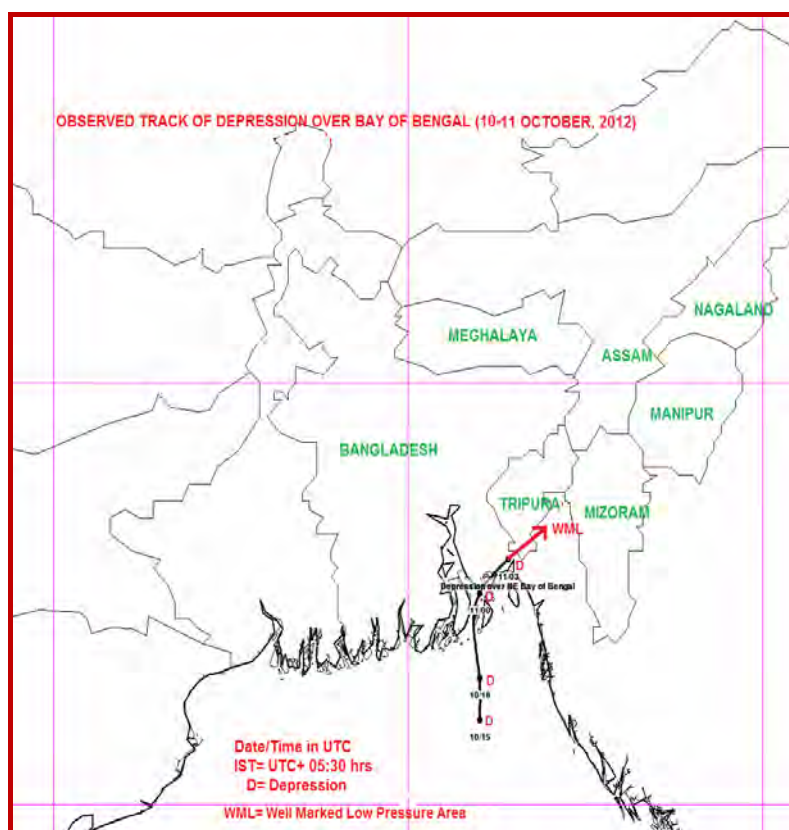 OBSERVED TRACK OF DEPRESSION OVER BAY OF BENGAL (10-11 OCTOBER, 2012)
NAGALAND
MEGHALAYA
ASSAM
MANIPUR
BANGLADESH
TRIPURA
MIZORAM
WML
D
11/03
Depression over NE Bay of Bengal
D
11/00
D
10/18
D
10/15
Date/Time in UTC
IST= UTC+ 05:30 hrs
D= Depression
WML= Well Marked Low Pressure Area